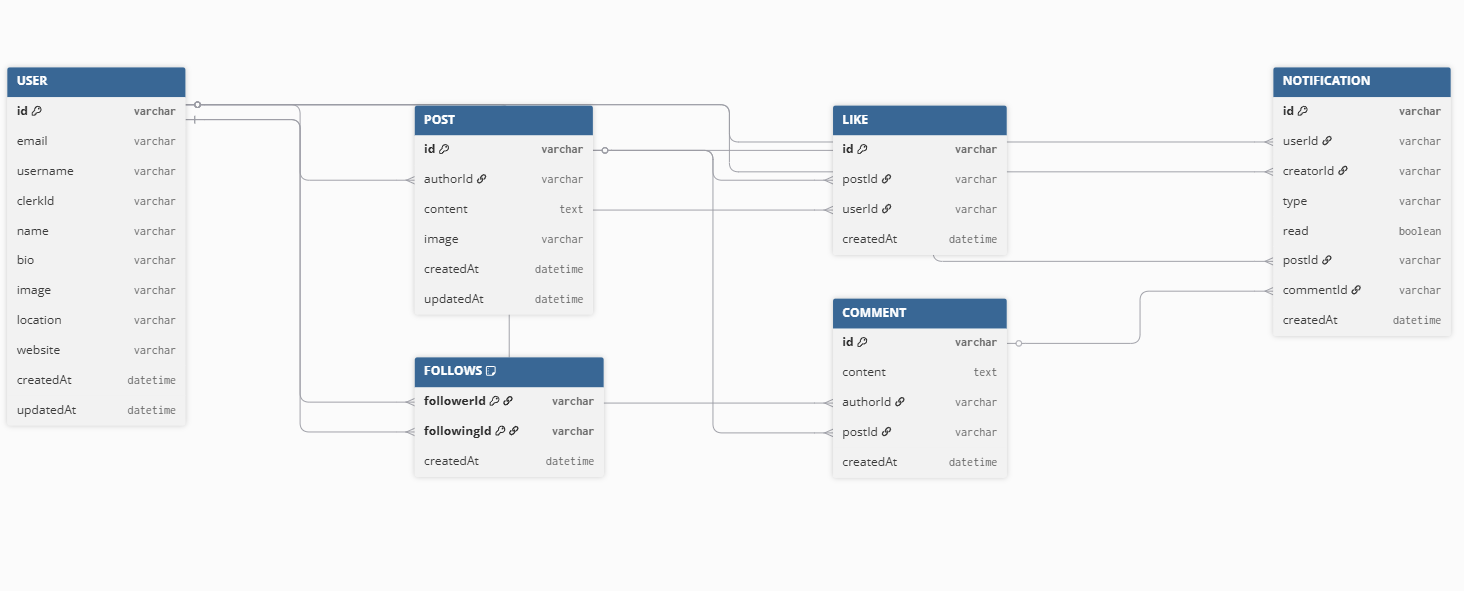 USER
id varchar
email varchar
username varchar
clerkId varchar
name varchar
bio varchar
image varchar
location varchar
website varchar
createdAt datetime
updatedAt datetime
POST
id varchar
authorId varchar
content text
image varchar
createdAt datetime
updatedAt datetime
FOLLOWS
followerId varchar
followingId varchar
createdAt datetime
LIKE
id varchar
postId varchar
userId varchar
createdAt datetime
COMMENT
id varchar
content text
authorId varchar
postId varchar
createdAt datetime
NOTIFICATION
id varchar
userId varchar
creatorId varchar
type varchar
read boolean
postId varchar
commentId varchar
createdAt datetime